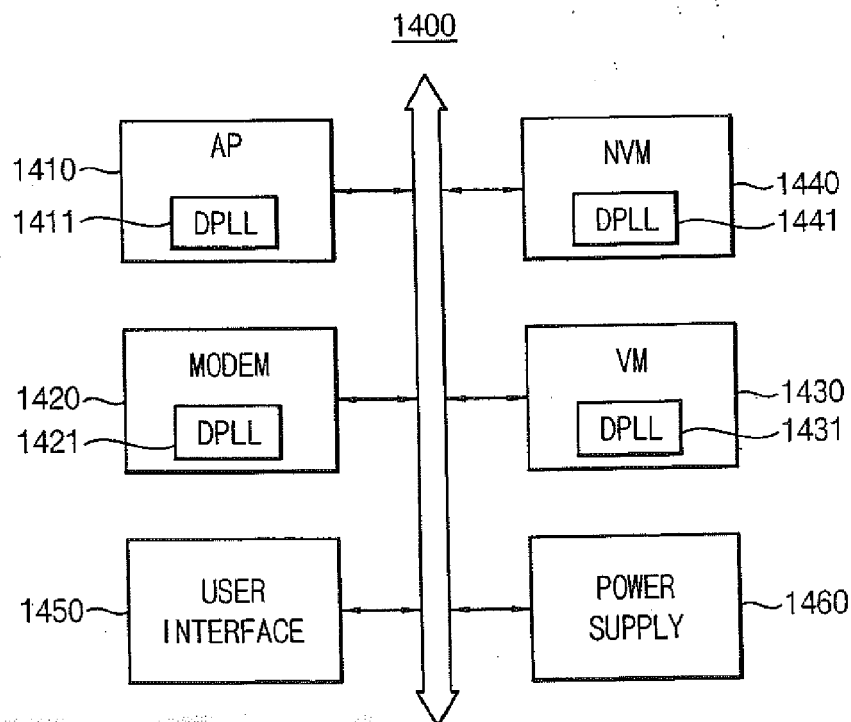 1400
AP
1410
1411
DPLL
NVM
1440
DPLL
1441
MODEM
1420
1421
DPLL
VM
1430
DPLL
1431
1450
USER
INTERFACE
POWER
SUPPLY
1460